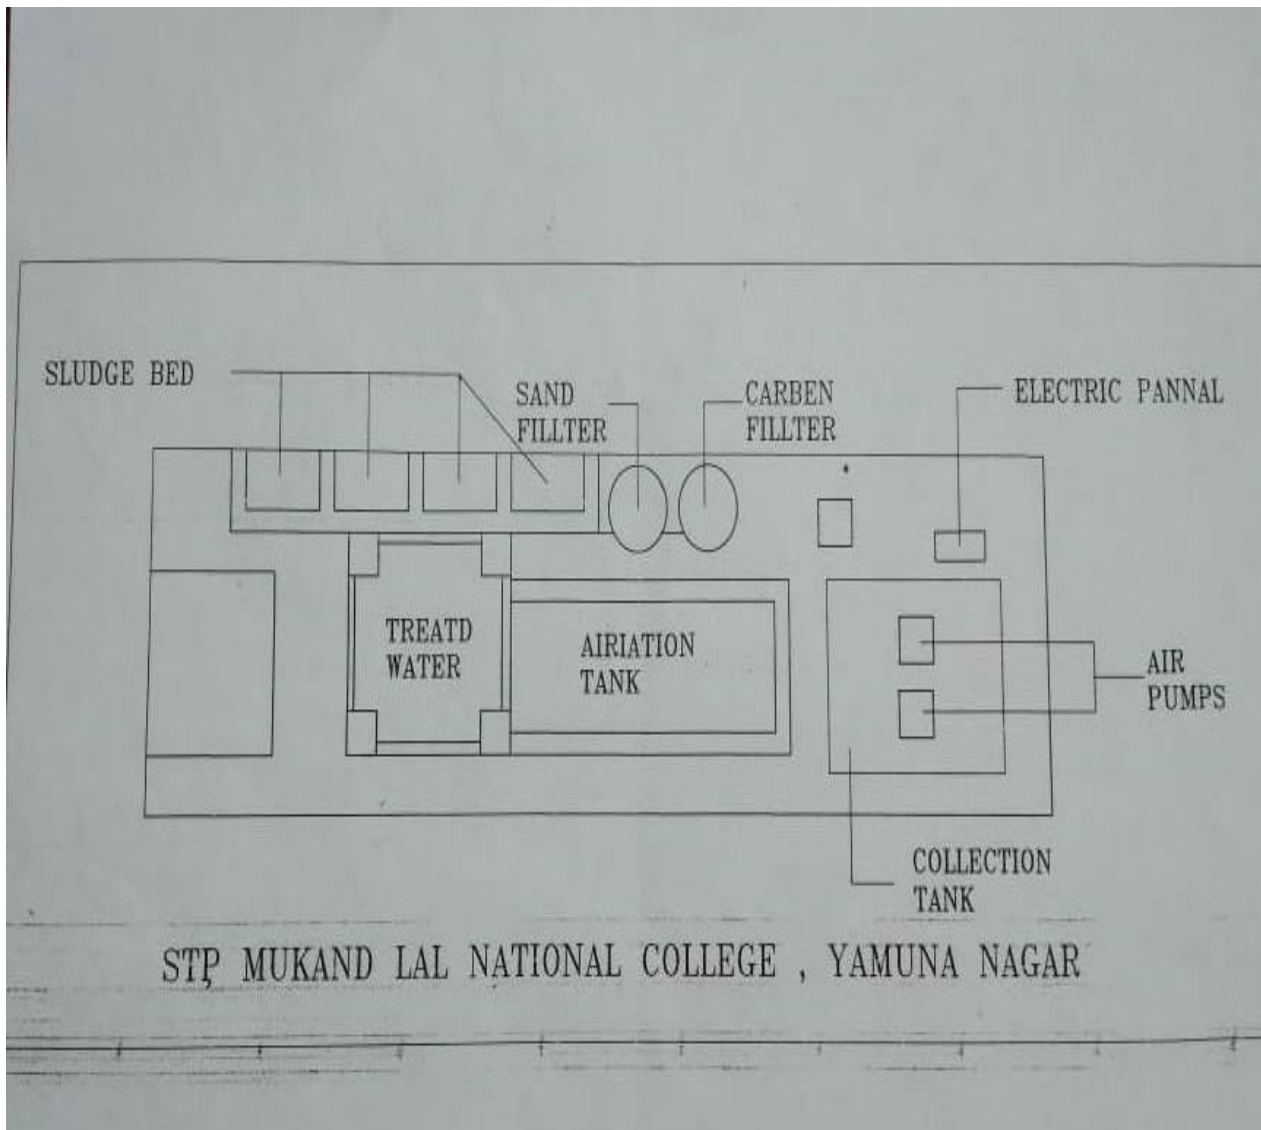 SLUDGE BED
SAND
FILLTER
CARBEN
FILLTER
ELECTRIC PANNAL
TREATD
WATER
AIRIATION
TANK
AIR
PUMPS
COLLECTION
TANK
STP, MUKAND LAL NATIONAL COLLEGE , YAMUNA NAGAR